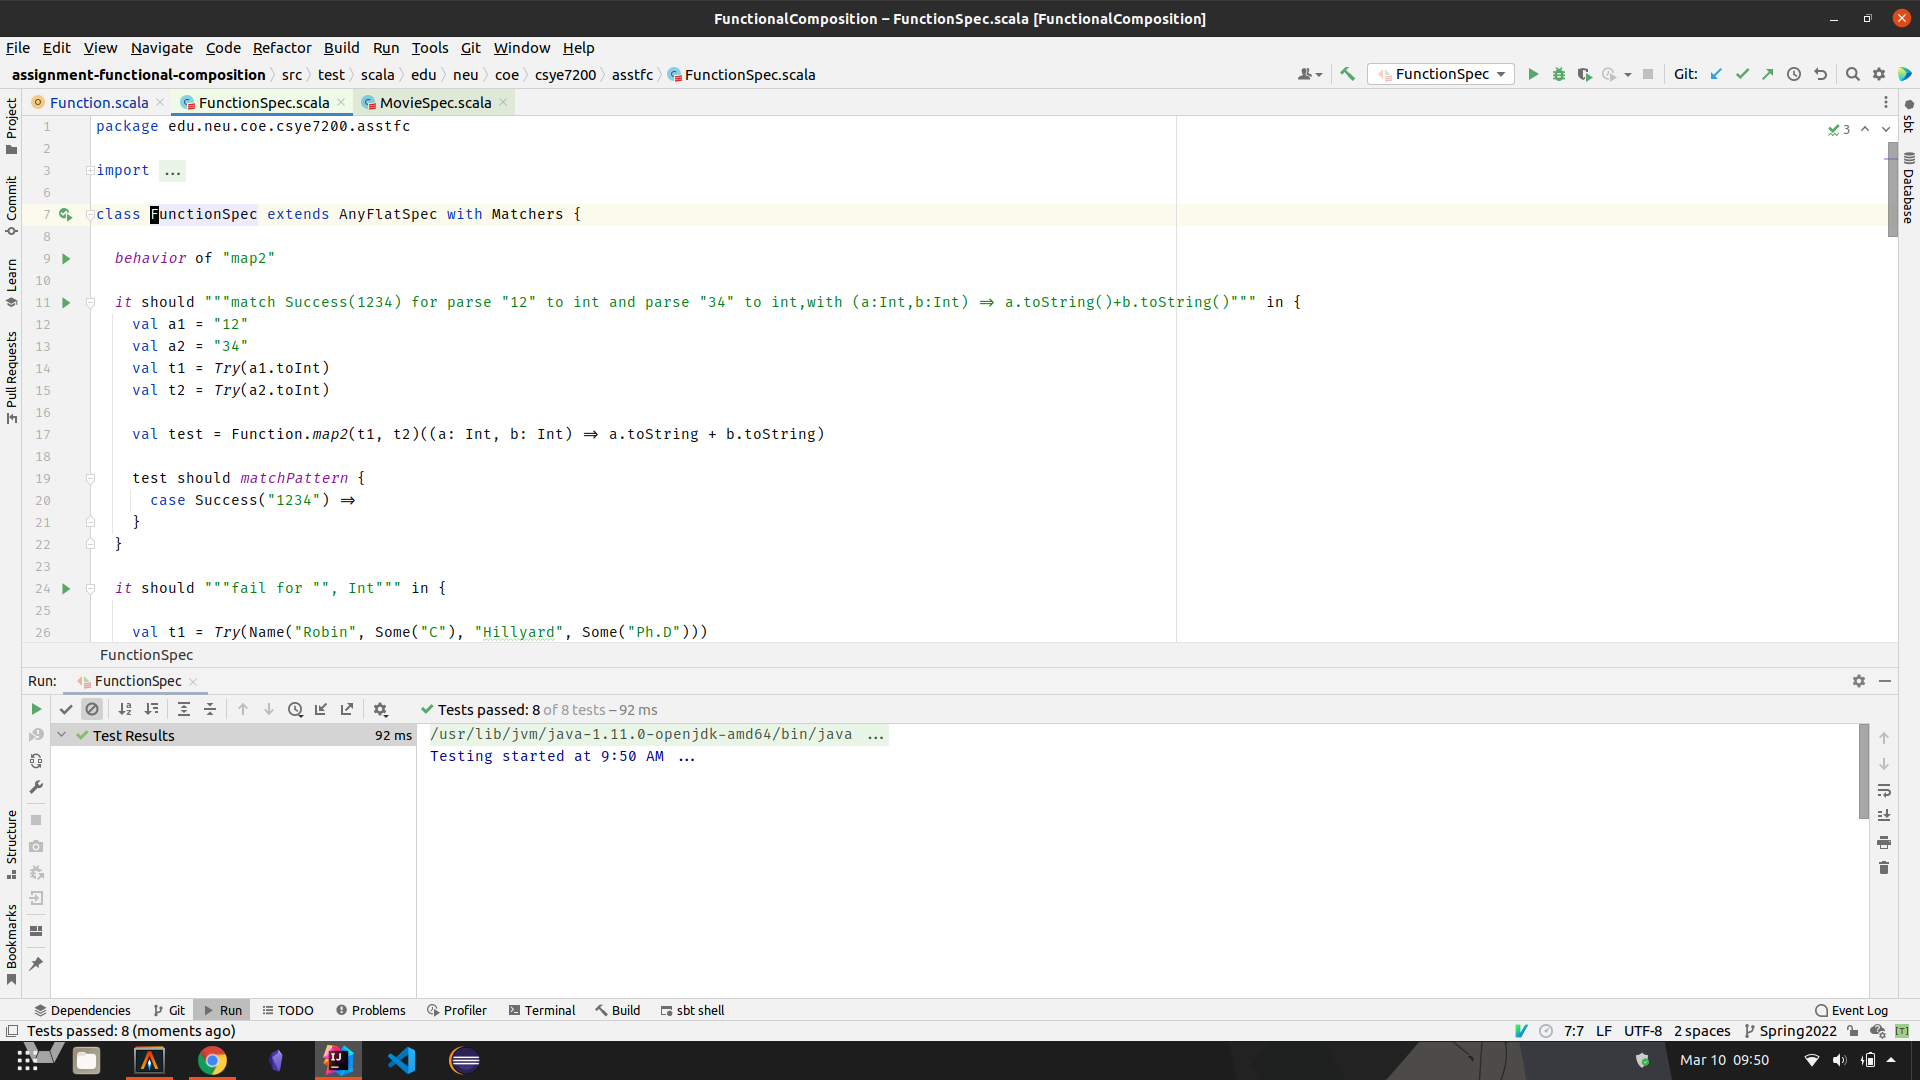 FunctionalComposition – FunctionSpec.scala [FunctionalComposition]
File Edit View Navigate Code Refactor Build Run Tools Git Window Help
assignment-functional-composition src test scala edu neu coe csye7200 asstfc FunctionSpec.scala
FunctionSpec
Git:
Function.scala FunctionSpec.scala MovieSpec.scala
Project
Commit
Learn
Pull Requests
Structure
Bookmarks
sbt
Database
3
1 package edu.neu.coe.csye7200.asstfc
2
3 import ...
6
7 class FunctionSpec extends AnyFlatSpec with Matchers {
8
9 behavior of "map2"
10
11 it should """match Success(1234) for parse "12" to int and parse "34" to int,with (a:Int,b:Int) => a.toString()+b.toString()""" in {
12 val a1 = "12"
13 val a2 = "34"
14 val t1 = Try(a1.toInt)
15 val t2 = Try(a2.toInt)
16
17 val test = Function.map2(t1, t2)((a: Int, b: Int) => a.toString + b.toString)
18
19 test should matchPattern {
20 case Success("1234") =>
21 }
22 }
23
24 it should """fail for "", Int""" in {
25
26 val t1 = Try(Name("Robin", Some("C"), "Hillyard", Some("Ph.D")))
FunctionSpec
Run: FunctionSpec
Tests passed: 8 of 8 tests – 92 ms
Test Results 92 ms
/usr/lib/jvm/java-1.11.0-openjdk-amd64/bin/java ...
Testing started at 9:50 AM ...
Dependencies Git Run TODO Problems Profiler Terminal Build sbt shell Event Log
Tests passed: 8 (moments ago)
7:7 LF UTF-8 2 spaces Spring2022
Mar 10 09:50